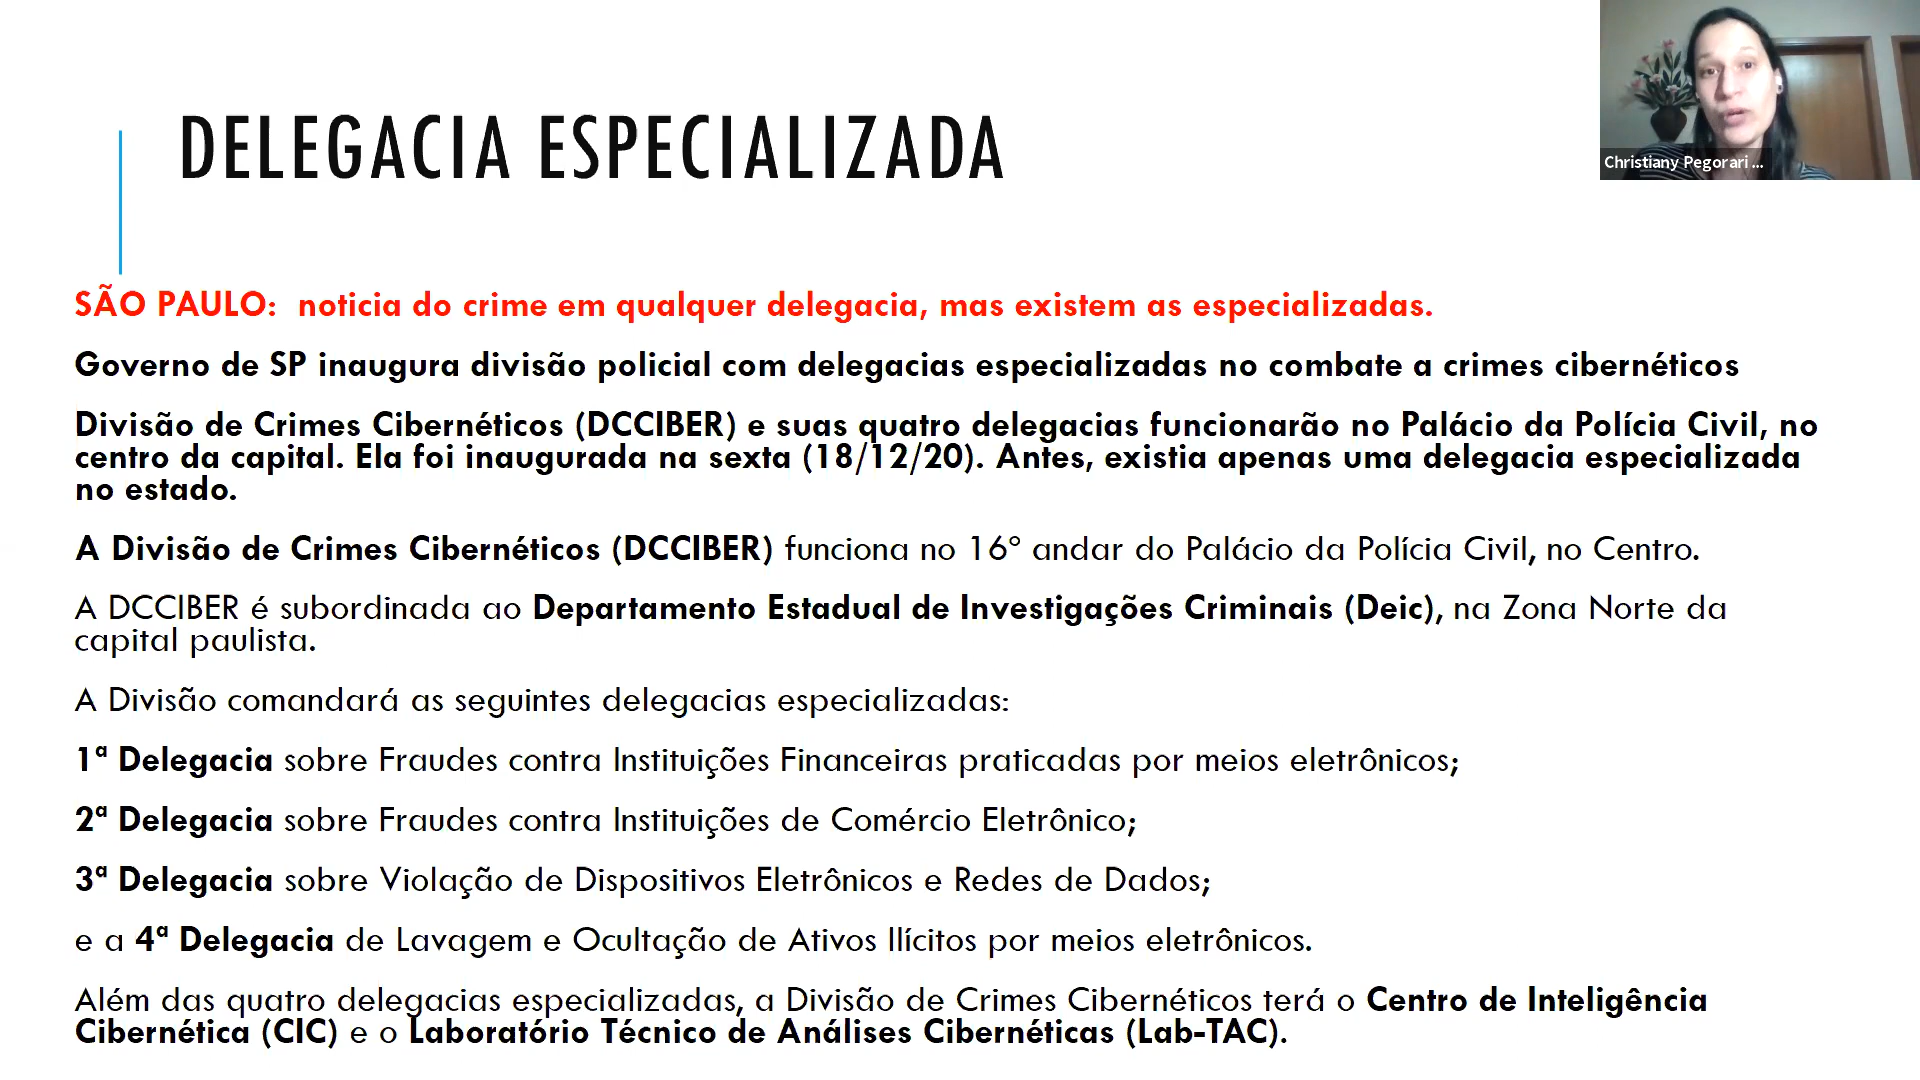 DELEGACIA ESPECIALIZADA
Christiany Pegorari ...
SÃO PAULO: noticia do crime em qualquer delegacia, mas existem as especializadas.
Governo de SP inaugura divisão policial com delegacias especializadas no combate a crimes cibernéticos
Divisão de Crimes Cibernéticos (DCCIBER) e suas quatro delegacias funcionarão no Palácio da Polícia Civil, no
centro da capital. Ela foi inaugurada na sexta (18/12/20). Antes, existia apenas uma delegacia especializada
no estado.
A Divisão de Crimes Cibernéticos (DCCIBER) funciona no 16º andar do Palácio da Polícia Civil, no Centro.
A DCCIBER é subordinada ao Departamento Estadual de Investigações Criminais (Deic), na Zona Norte da
capital paulista.
A Divisão comandará as seguintes delegacias especializadas:
1ª Delegacia sobre Fraudes contra Instituições Financeiras praticadas por meios eletrônicos;
2ª Delegacia sobre Fraudes contra Instituições de Comércio Eletrônico;
3ª Delegacia sobre Violação de Dispositivos Eletrônicos e Redes de Dados;
e a 4ª Delegacia de Lavagem e Ocultação de Ativos Ilícitos por meios eletrônicos.
Além das quatro delegacias especializadas, a Divisão de Crimes Cibernéticos terá o Centro de Inteligência
Cibernética (CIC) e o Laboratório Técnico de Análises Cibernéticas (Lab-TAC).